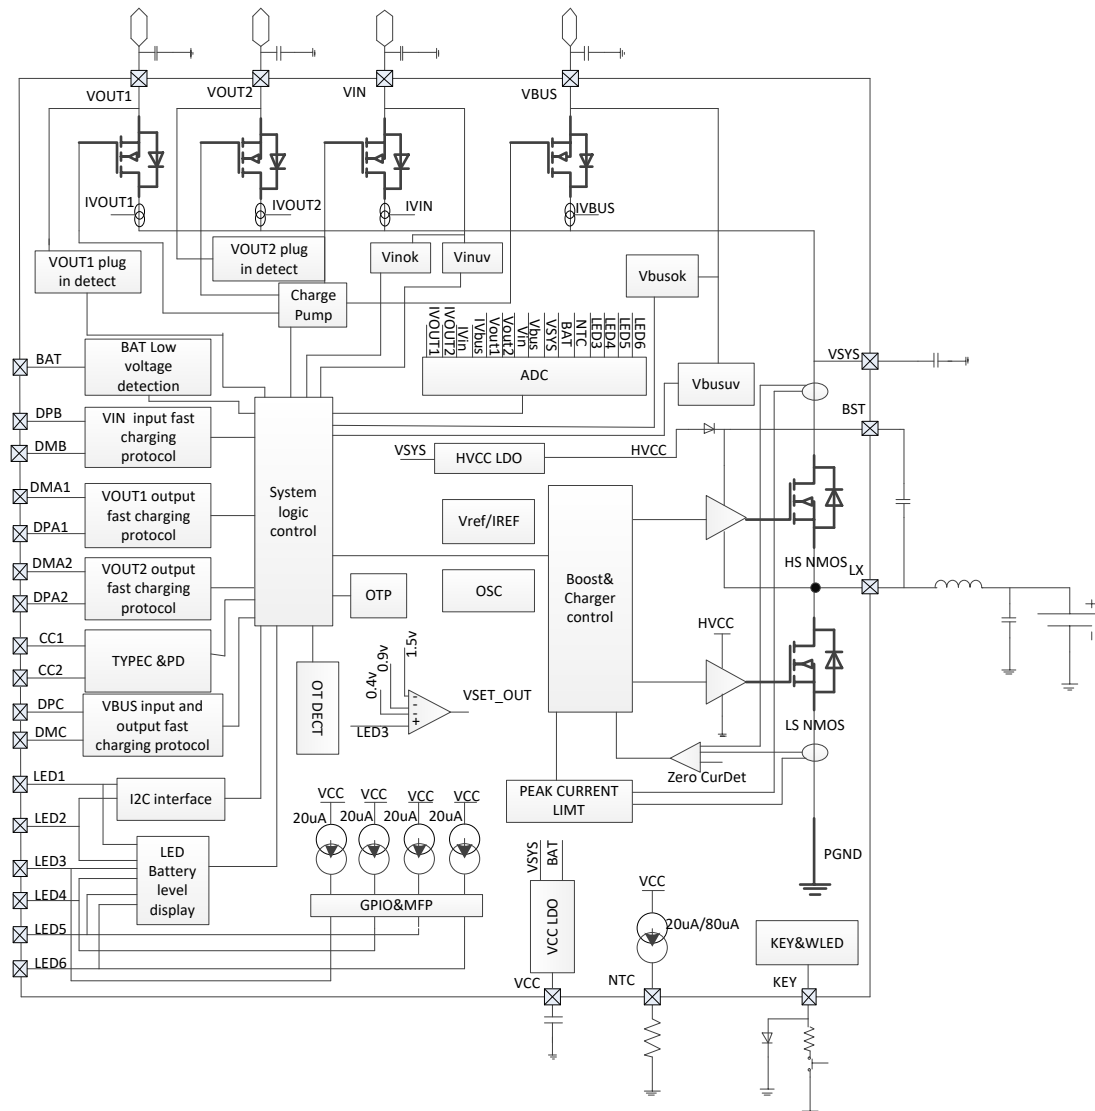 VOUT1
VOUT2
VIN
VBUS
IVOUT1
IVOUT2
IVIN
IVBUS
VOUT1 plug
in detect
VOUT2 plug
in detect
Vinok
Vinuv
Charge
Pump
Vbusok
IVOUT1
IVOUT2
IVin
IVbus
Vout1
Vout2
Vin
Vbus
VSYS
BAT
NTC
LED3
LED4
LED5
LED6
ADC
Vbusuv
VSYS
BST
BAT
BAT Low
voltage
detection
DPB
DMB
VIN input fast
charging
protocol
VSYS
HVCC LDO
HVCC
DMA1
DPA1
VOUT1 output
fast charging
protocol
System
logic
control
Vref/IREF
DMA2
DPA2
VOUT2 output
fast charging
protocol
OTP
OSC
Boost&
Charger
control
HS NMOS
LX
HVCC
CC1
CC2
TYPEC &PD
OT DECT
0.4v
0.9v
1.5v
-
-
-
+
LED3
VSET_OUT
LS NMOS
DPC
DMC
VBUS input and
output fast
charging protocol
Zero CurDet
PEAK CURRENT
LIMT
LED1
LED2
I2C interface
LED3
LED4
LED5
LED6
LED
Battery
level
display
VCC
VCC
VCC
VCC
20uA
20uA
20uA
20uA
GPIO&MFP
VSYS
BAT
VCC LDO
VCC
VCC
20uA/80uA
NTC
PGND
KEY&WLED
KEY
+
-